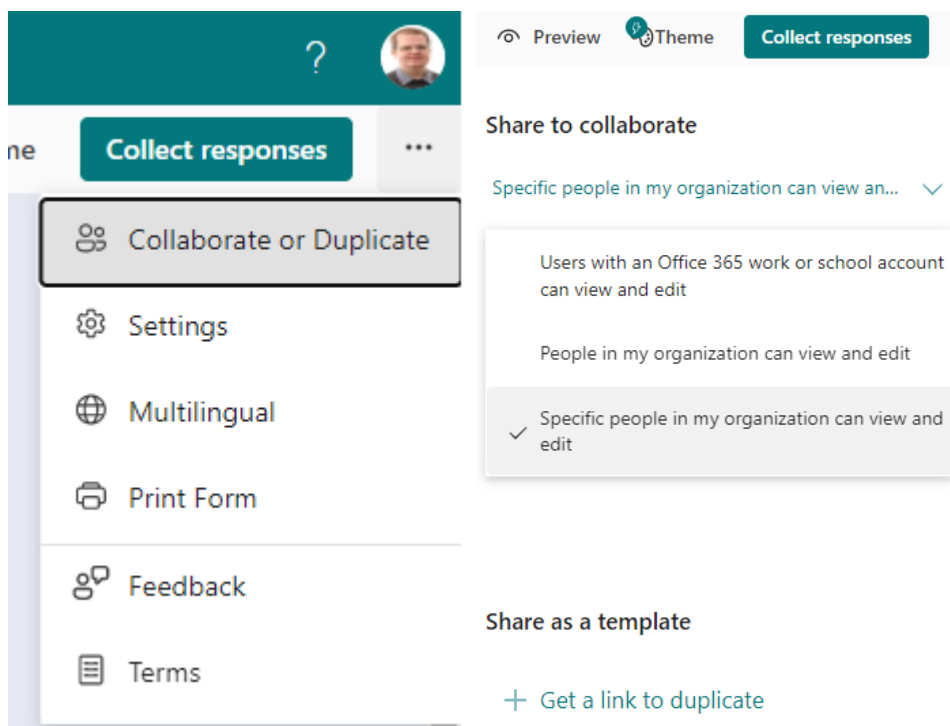 ?
me
Collect responses
...
Collaborate or Duplicate
Settings
Multilingual
Print Form
Feedback
Terms
Preview
Theme
Collect responses
Share to collaborate
Specific people in my organization can view an...
Users with an Office 365 work or school account
can view and edit
People in my organization can view and edit
Specific people in my organization can view and
edit
Share as a template
+ Get a link to duplicate